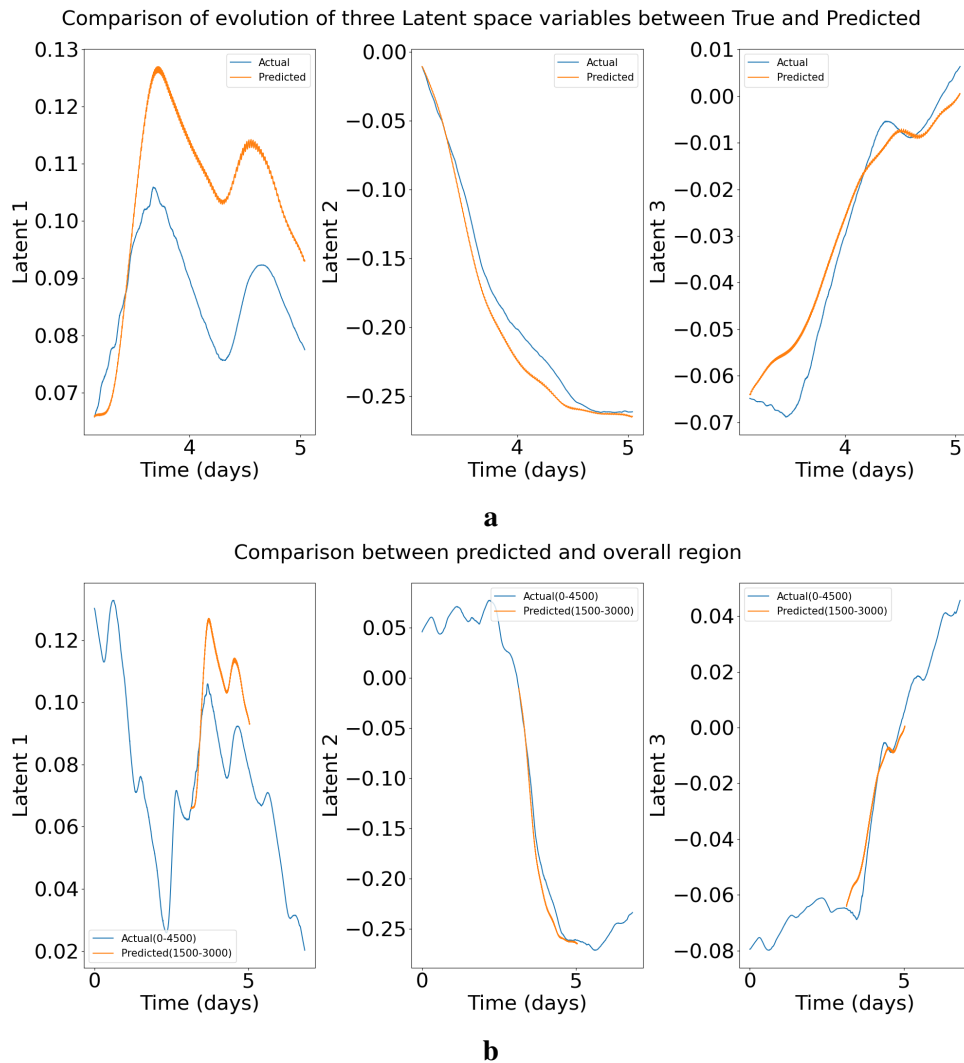 Comparison of evolution of three Latent space variables between True and Predicted
0.13
0.12
0.11
0.10
0.09
0.08
0.07
Latent 1
Actual
Predicted
4
5
Time (days)
0.00
−0.05
−0.10
−0.15
−0.20
−0.25
Latent 2
Actual
Predicted
4
5
Time (days)
0.01
0.00
−0.01
−0.02
−0.03
−0.04
−0.05
−0.06
−0.07
Latent 3
Actual
Predicted
4
5
Time (days)
a
Comparison between predicted and overall region
0.12
0.10
0.08
0.06
0.04
0.02
Latent 1
Actual(0-4500)
Predicted(1500-3000)
0
5
Time (days)
0.05
0.00
−0.05
−0.10
−0.15
−0.20
−0.25
Latent 2
Actual(0-4500)
Predicted(1500-3000)
0
5
Time (days)
0.04
0.02
0.00
−0.02
−0.04
−0.06
−0.08
Latent 3
Actual(0-4500)
Predicted(1500-3000)
0
5
Time (days)
b